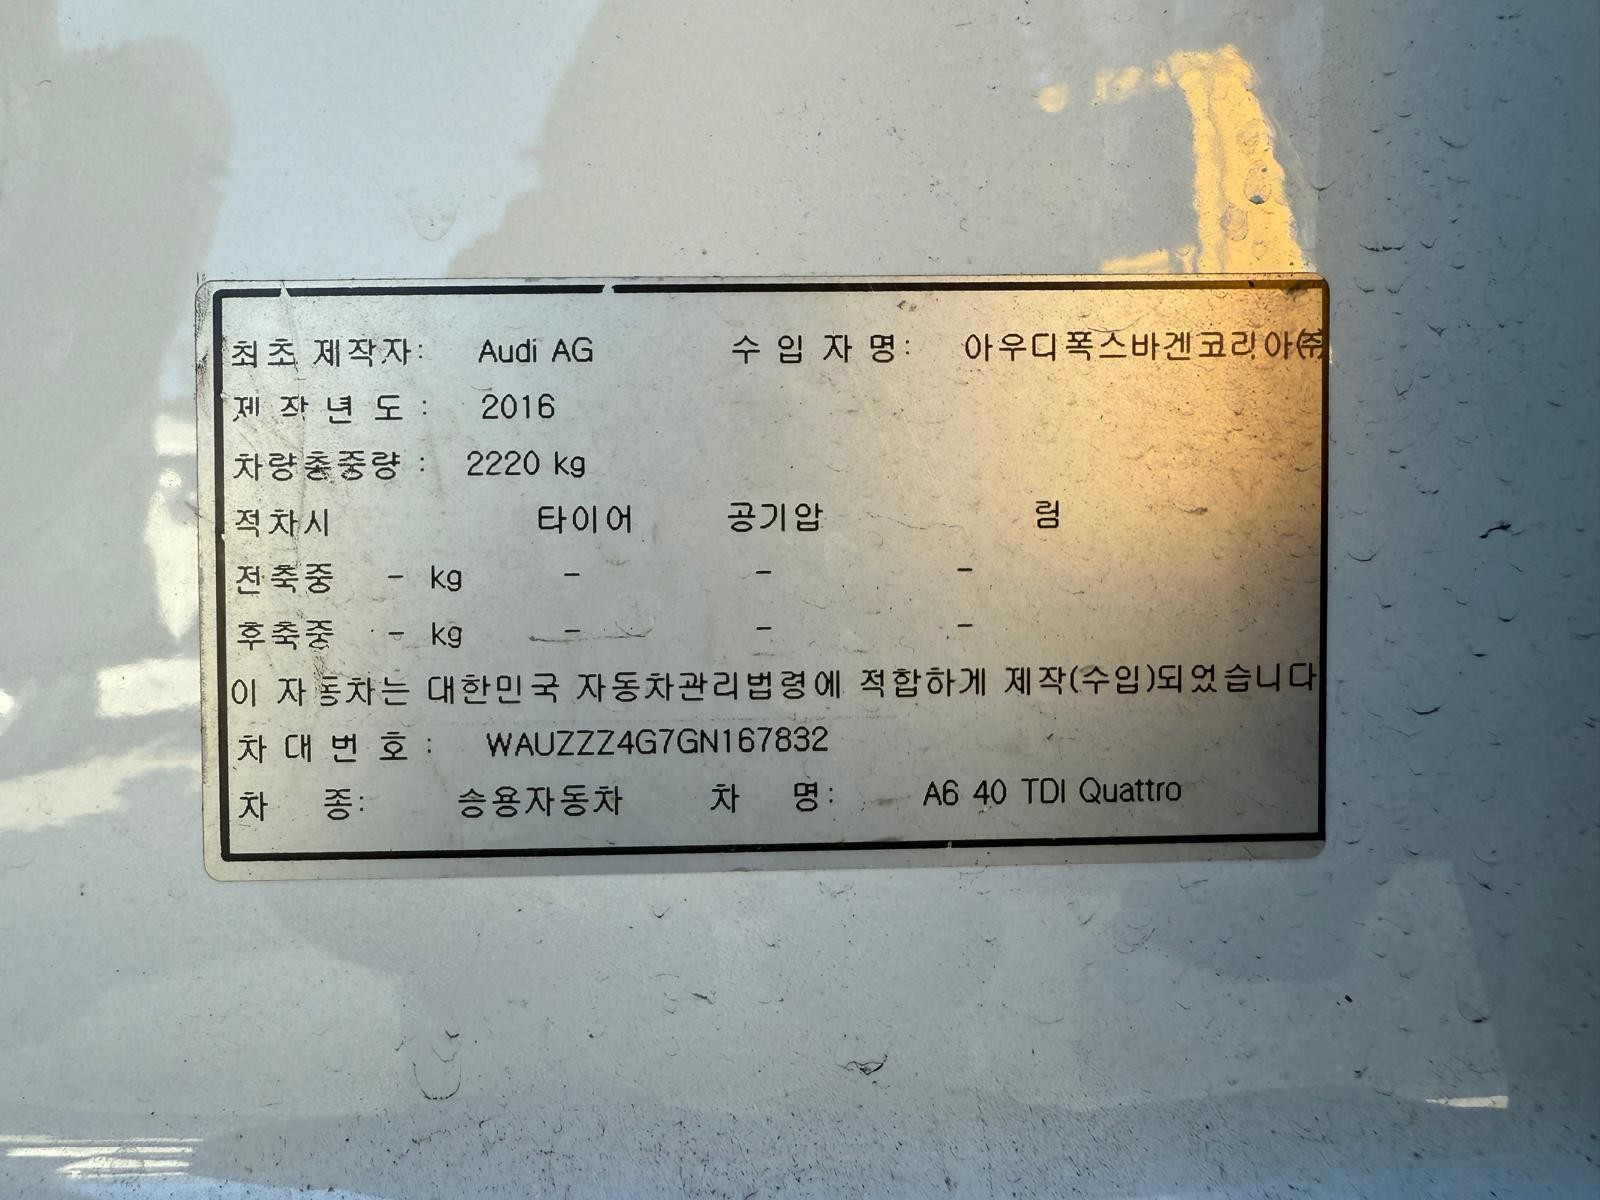 최초 제작자: Audi AG 수 입 자 명: 아우디폭스바겐코리아㈜
제 작 년 도 : 2016
차량총중량 : 2220 kg
적차시 타이어 공기압 림
전축중 - kg - - -
후축중 - kg - - -
이 자동차는 대한민국 자동차관리법령에 적합하게 제작(수입)되었습니다
차 대 번 호 : WAUZZZ4G7GN167832
차 종: 승용자동차 차 명: A6 40 TDI Quattro